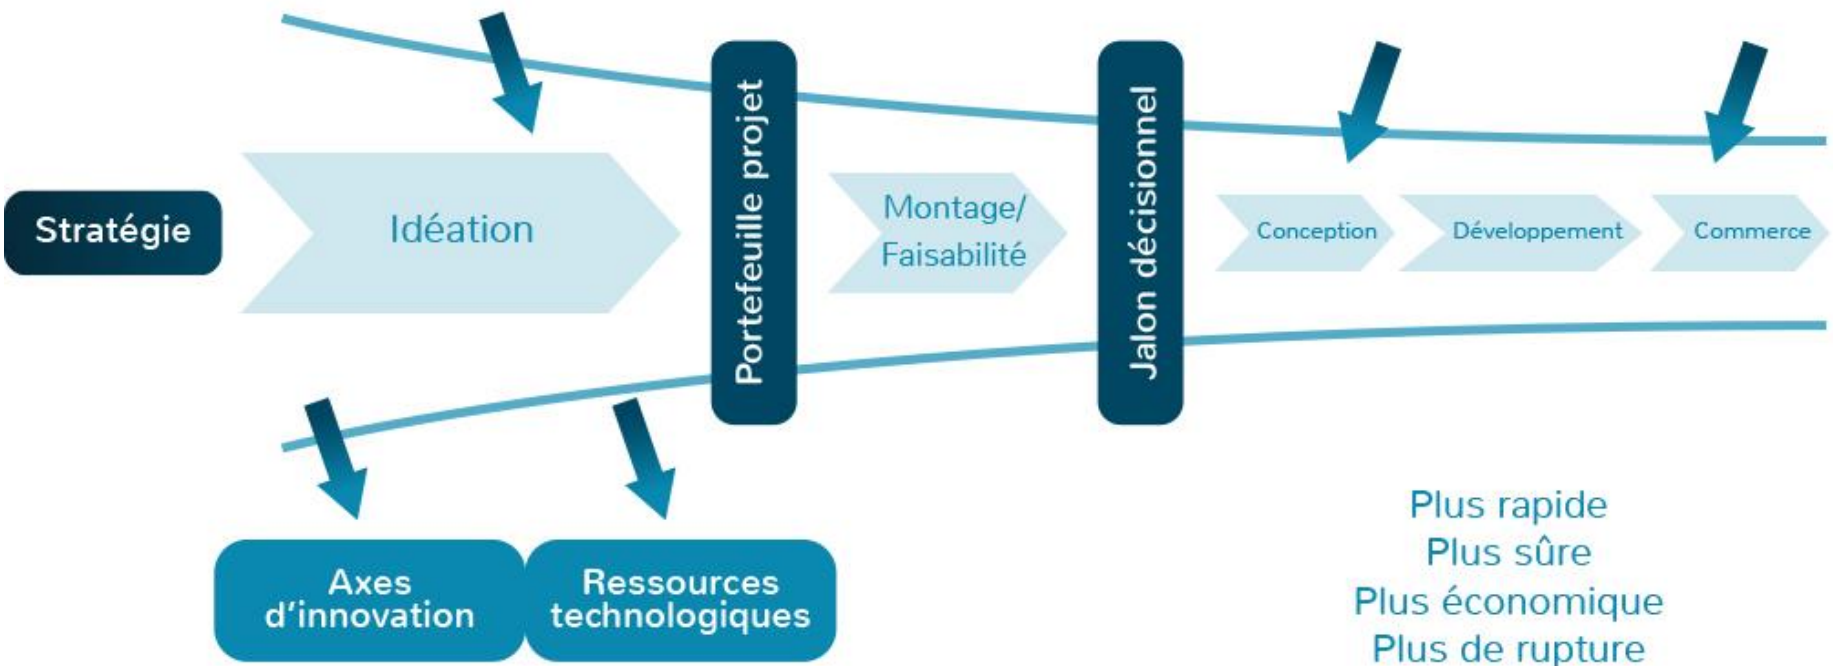 Stratégie
Idéation
Portefeuille projet
Montage/
Faisabilité
Jalon décisionnel
Conception
Développement
Commerce
Axes
d'innovation
Ressources
technologiques
Plus rapide
Plus sûre
Plus économique
Plus de rupture